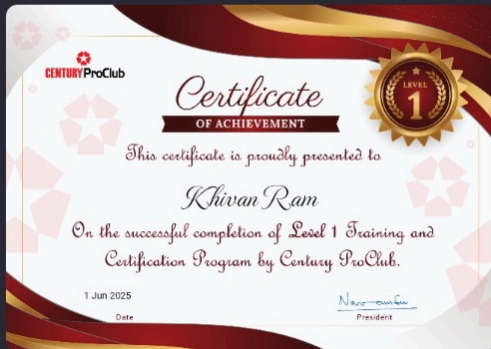 CENTURY ProClub
Certificate
OF ACHIEVEMENT
LEVEL
1
This certificate is proudly presented to
Khivan Ram
On the successful completion of Level 1 Training and
Certification Program by Century ProClub.
1 Jun 2025
Date
President